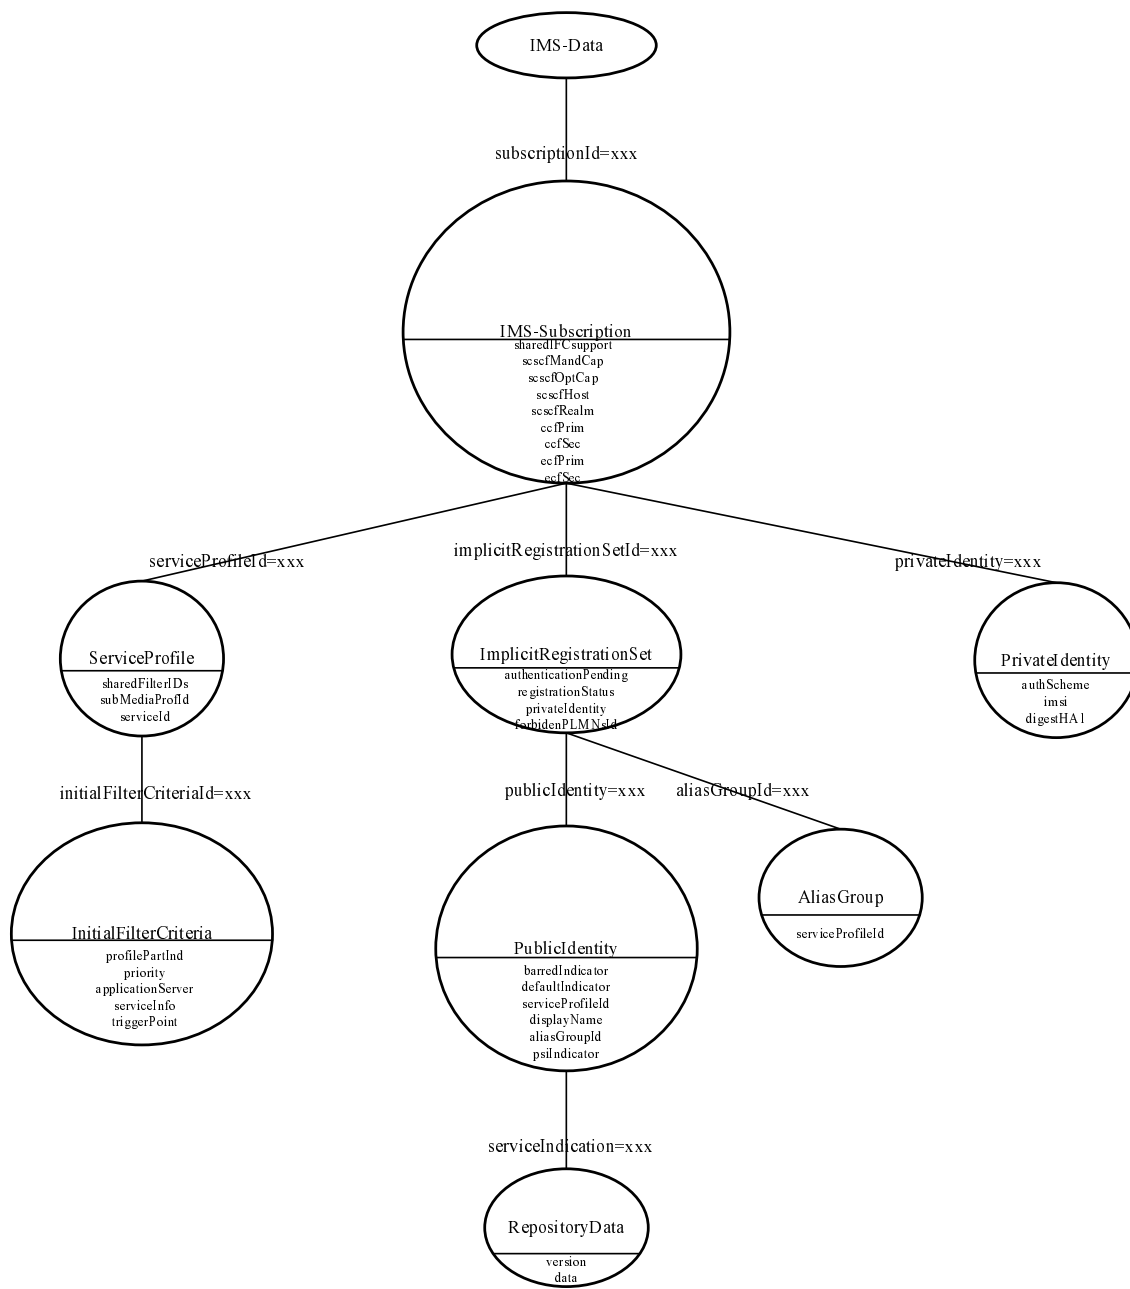 IMS-Data
subscriptionId=xxx
IMS-Subscription
sharedIFCsupport
scscfMandCap
scscfOptCap
scscfHost
scscfRealm
ccfPrim
ccfSec
ecfPrim
ecfSec
serviceProfileId=xxx
implicitRegistrationSetId=xxx
privateIdentity=xxx
ServiceProfile
sharedFilterIDs
subMediaProfId
serviceId
ImplicitRegistrationSet
authenticationPending
registrationStatus
privateIdentity
forbidenPLMNsId
PrivateIdentity
authScheme
imsi
digestHA1
initialFilterCriteriaId=xxx
publicIdentity=xxx
aliasGroupId=xxx
InitialFilterCriteria
profilePartInd
priority
applicationServer
serviceInfo
triggerPoint
PublicIdentity
barredIndicator
defaultIndicator
serviceProfileId
displayName
aliasGroupId
psiIndicator
AliasGroup
serviceProfileId
serviceIndication=xxx
RepositoryData
version
data